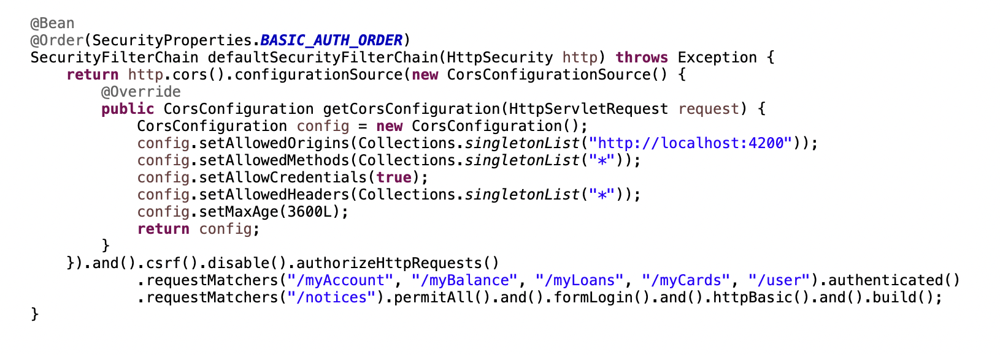 @Bean
@Order(SecurityProperties.BASIC_AUTH_ORDER)
SecurityFilterChain defaultSecurityFilterChain(HttpSecurity http) throws Exception {
    return http.cors().configurationSource(new CorsConfigurationSource() {
        @Override
        public CorsConfiguration getCorsConfiguration(HttpServletRequest request) {
            CorsConfiguration config = new CorsConfiguration();
            config.setAllowedOrigins(Collections.singletonList("http://localhost:4200"));
            config.setAllowedMethods(Collections.singletonList("*"));
            config.setAllowCredentials(true);
            config.setAllowedHeaders(Collections.singletonList("*"));
            config.setMaxAge(3600L);
            return config;
        }
    }).and().csrf().disable().authorizeHttpRequests()
            .requestMatchers("/myAccount", "/myBalance", "/myLoans", "/myCards", "/user").authenticated()
            .requestMatchers("/notices").permitAll().and().formLogin().and().httpBasic().and().build();
}